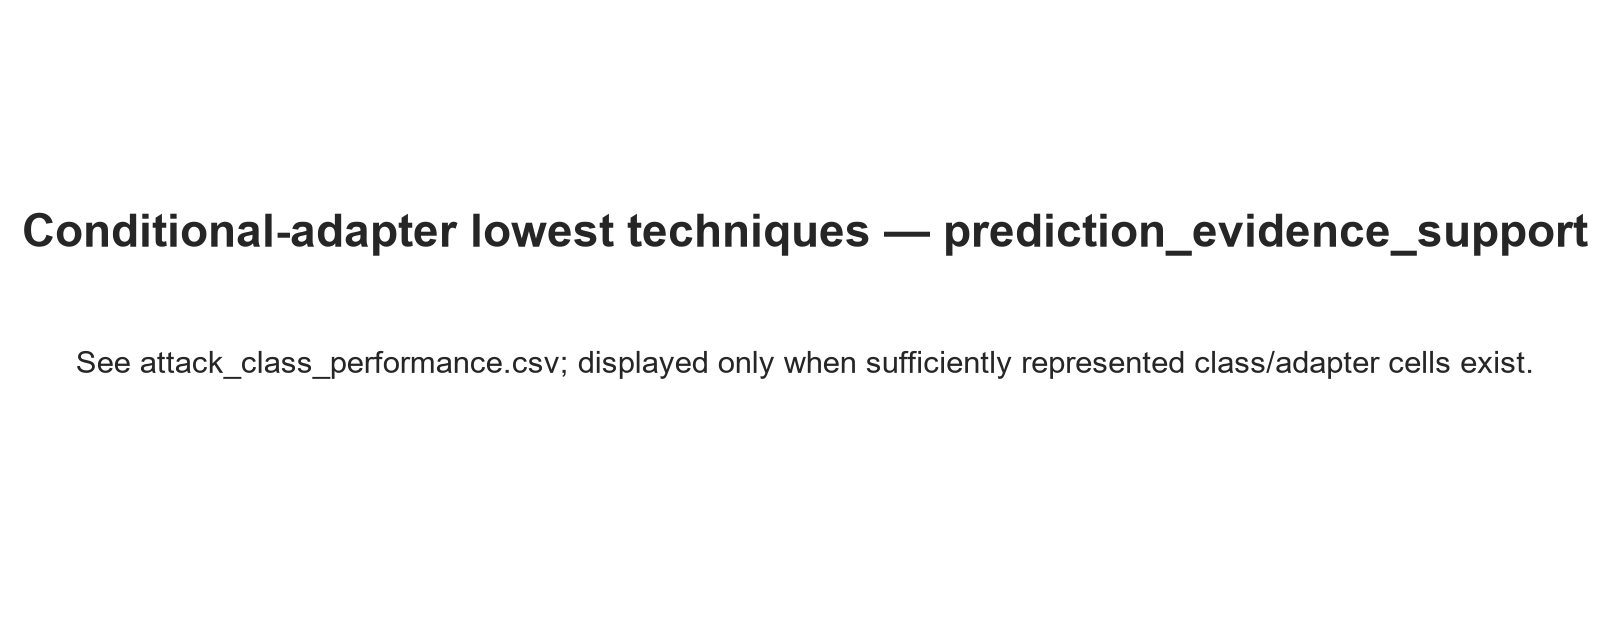 Conditional-adapter lowest techniques — prediction_evidence_support
See attack_class_performance.csv; displayed only when sufficiently represented class/adapter cells exist.